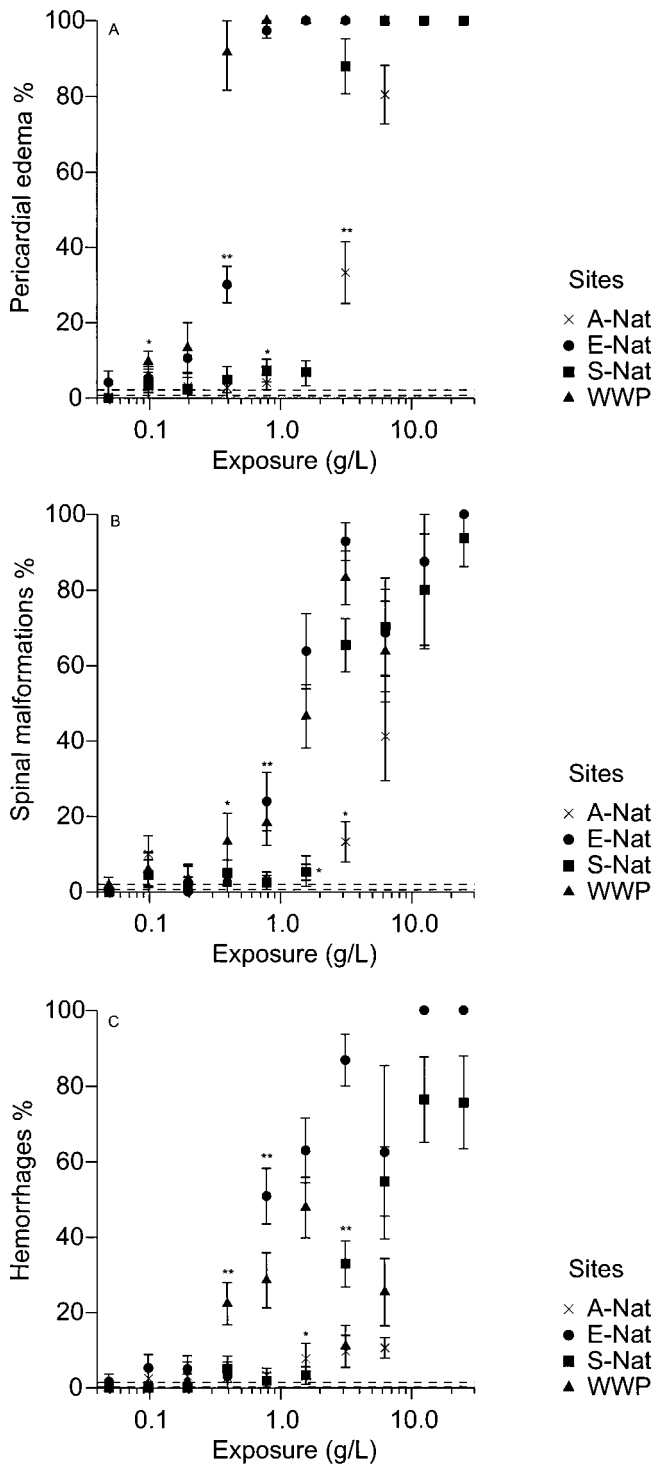 A
100
80
60
40
20
0
Pericardial edema %
*
**
*
**
0.1 1.0 10.0
Exposure (g/L)
Sites
A-Nat
E-Nat
S-Nat
WWP
B
100
80
60
40
20
0
Spinal malformations %
*
**
*
*
0.1 1.0 10.0
Exposure (g/L)
Sites
A-Nat
E-Nat
S-Nat
WWP
C
100
80
60
40
20
0
Hemorrhages %
**
**
*
**
0.1 1.0 10.0
Exposure (g/L)
Sites
A-Nat
E-Nat
S-Nat
WWP